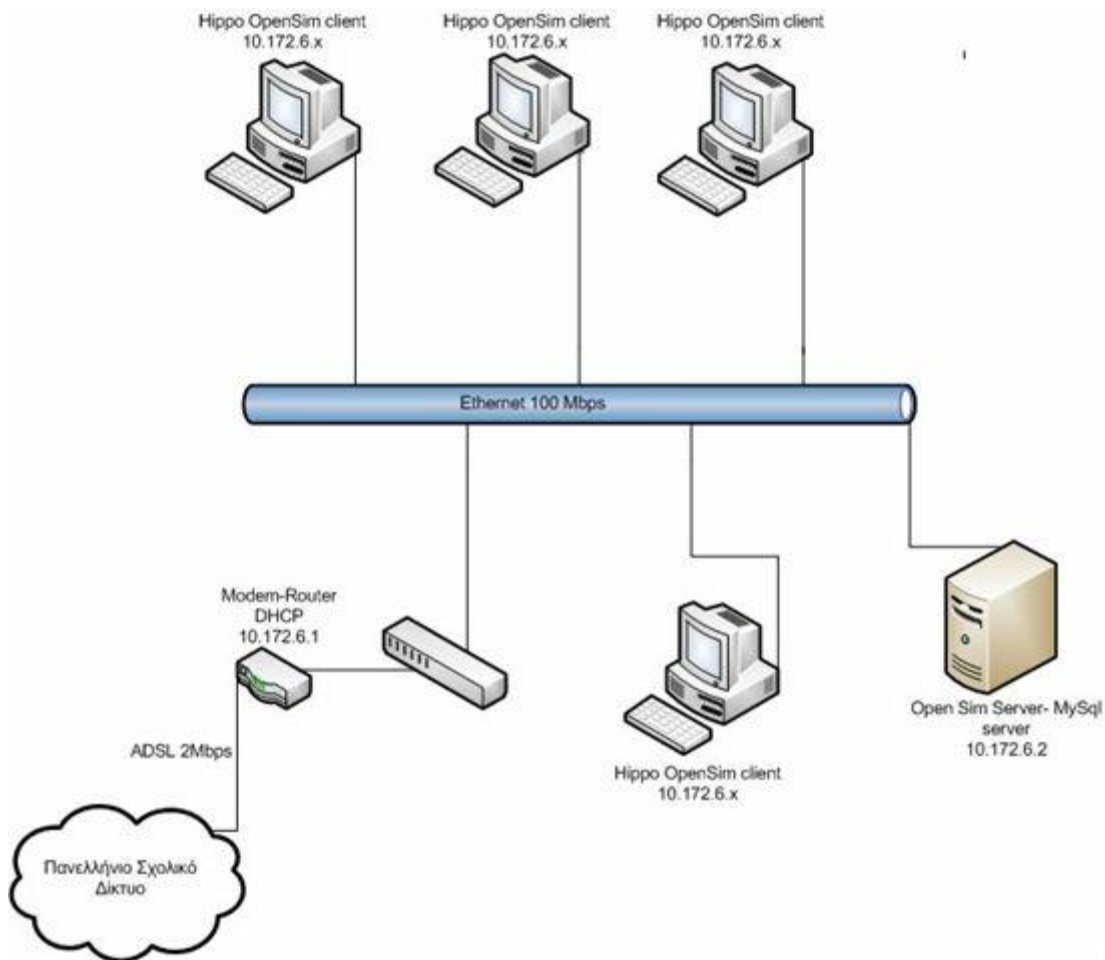 Hippo OpenSim client
10.172.6.x
Hippo OpenSim client
10.172.6.x
Hippo OpenSim client
10.172.6.x
Ethernet 100 Mbps
Modem-Router
DHCP
10.172.6.1
ADSL 2Mbps
Hippo OpenSim client
10.172.6.x
Open Sim Server- MySql
server
10.172.6.2
Πανελλήνιο Σχολικό
Δίκτυο